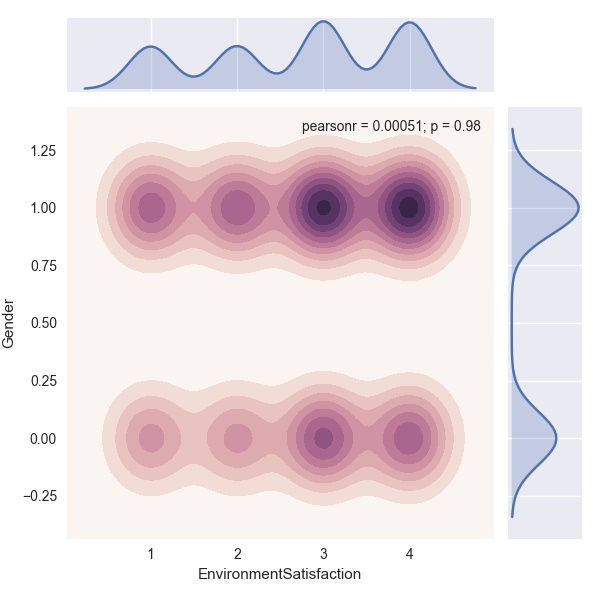 pearsonr = 0.00051; p = 0.98
1.25
1.00
0.75
0.50
0.25
0.00
−0.25
Gender
1 2 3 4
EnvironmentSatisfaction